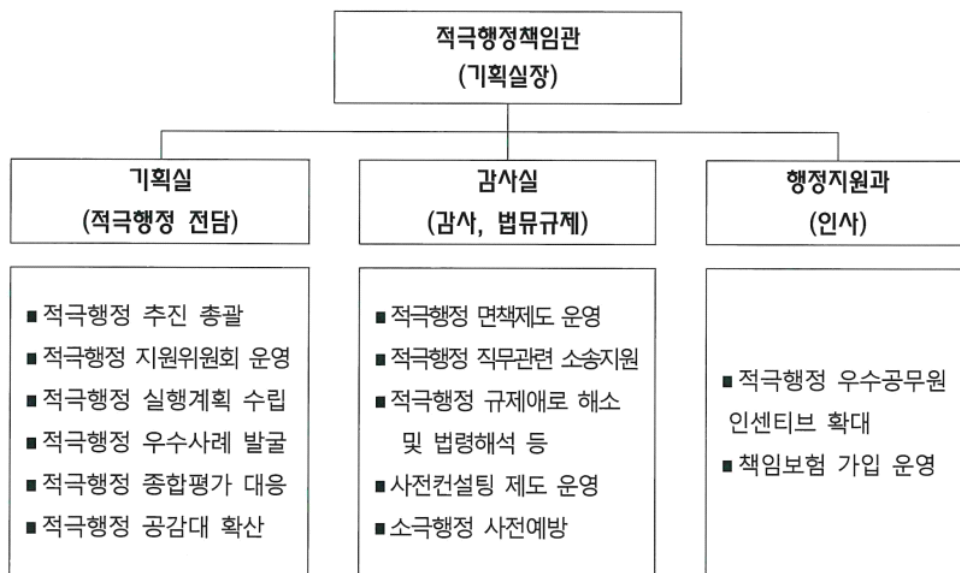 적극행정책임관
(기획실장)
기획실
(적극행정 전담)
감사실
(감사, 법뮤규제)
행정지원과
(인사)
■ 적극행정 추진 총괄
■ 적극행정 지원위원회 운영
■ 적극행정 실행계획 수립
■ 적극행정 우수사례 발굴
■ 적극행정 종합평가 대응
■ 적극행정 공감대 확산
■ 적극행정 면책제도 운영
■ 적극행정 직무관련 소송지원
■ 적극행정 규제애로 해소
및 법령해석 등
■ 사전컨설팅 제도 운영
■ 소극행정 사전예방
■ 적극행정 우수공무원
인센티브 확대
■ 책임보험 가입 운영